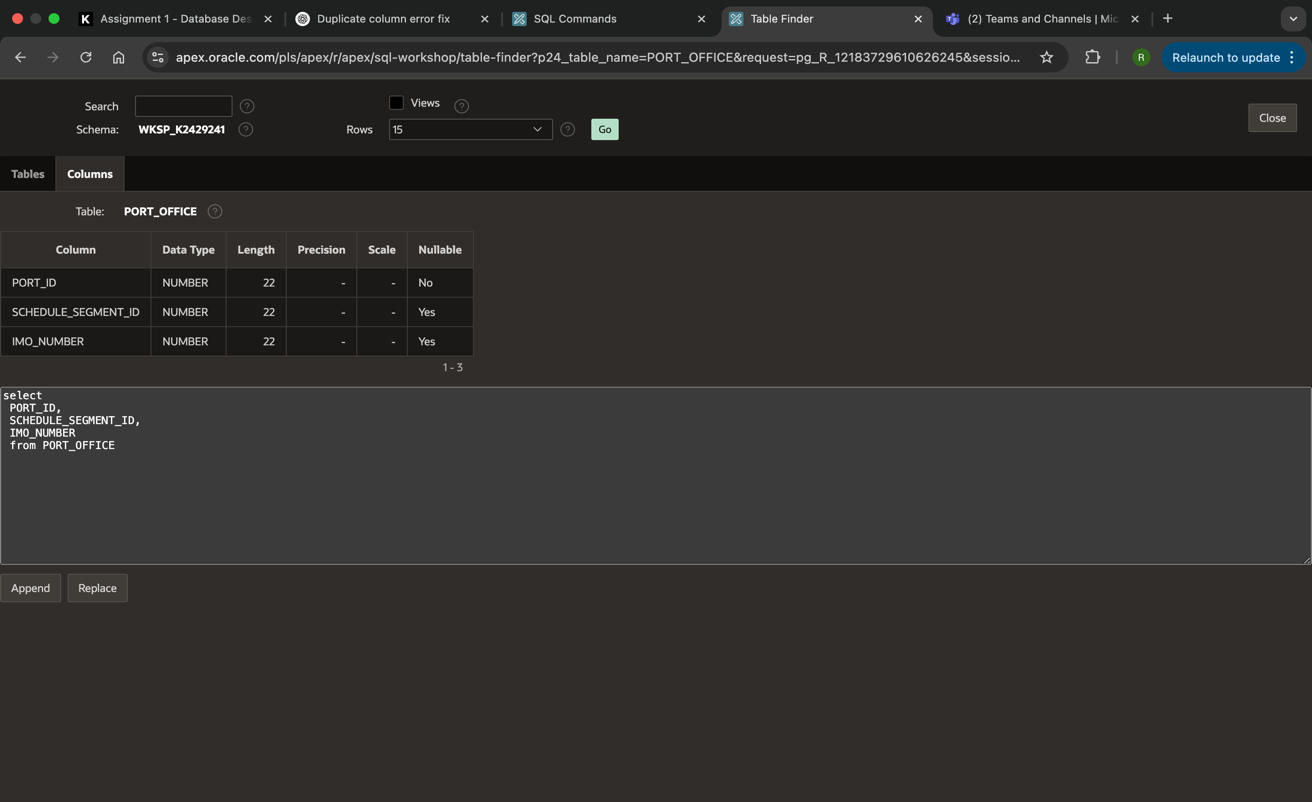 Assignment 1 - Database Des
Duplicate column error fix
SQL Commands
Table Finder
(2) Teams and Channels | Mic
apex.oracle.com/pls/apex/r/apex/sql-workshop/table-finder?p24_table_name=PORT_OFFICE&request=pg_R_12183729610626245&sessio...
R
Relaunch to update
Search
Views
Schema: WKSP_K2429241
Rows 15
Go
Close
Tables Columns
Table: PORT_OFFICE
Column Data Type Length Precision Scale Nullable
PORT_ID NUMBER 22 - - No
SCHEDULE_SEGMENT_ID NUMBER 22 - - Yes
IMO_NUMBER NUMBER 22 - - Yes
1 - 3
select
PORT_ID,
SCHEDULE_SEGMENT_ID,
IMO_NUMBER
from PORT_OFFICE
Append Replace